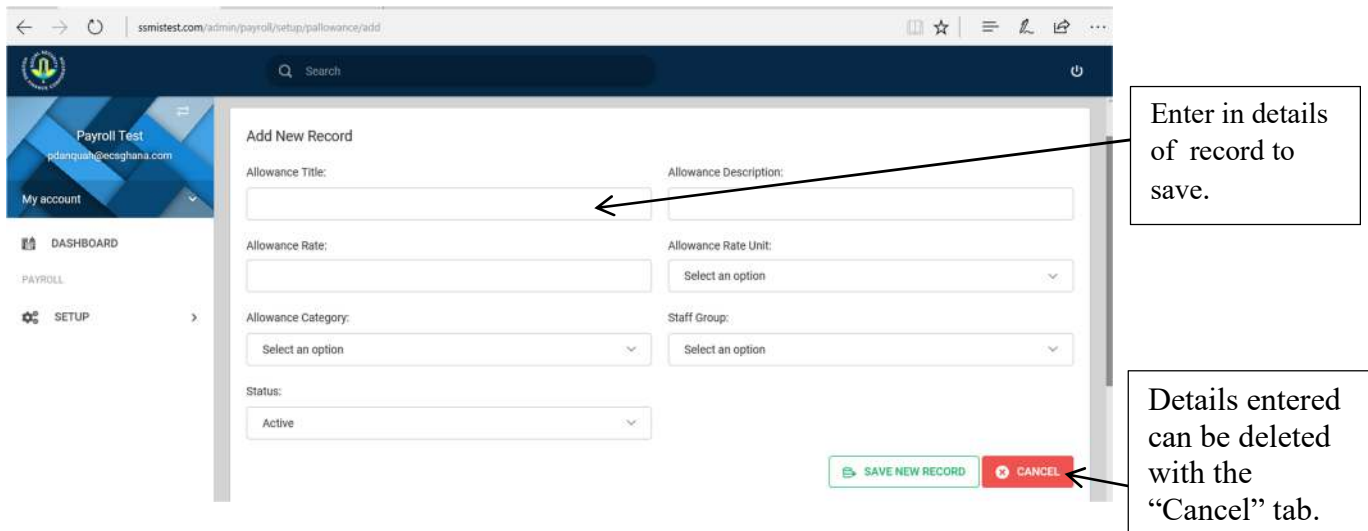 ssmistest.com/admin/payroll/setup/pallowance/add
Search
Payroll Test
pdanquah@ecsghana.com
My account
DASHBOARD
PAYROLL
SETUP
Add New Record
Allowance Title:
Allowance Description:
Allowance Rate:
Allowance Rate Unit:
Select an option
Allowance Category:
Staff Group:
Select an option
Select an option
Status:
Active
SAVE NEW RECORD
CANCEL
Enter in details
of record to
save.
Details entered
can be deleted
with the
“Cancel” tab.